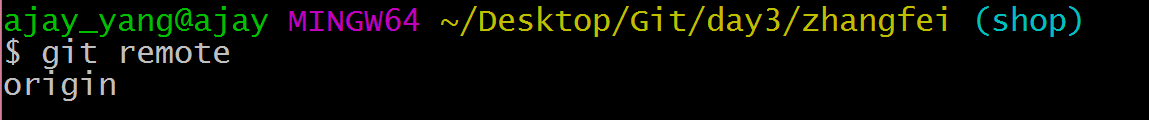 ajay_yang@ajay MINGW64 ~/Desktop/Git/day3/zhangfei (shop)
$ git remote
origin